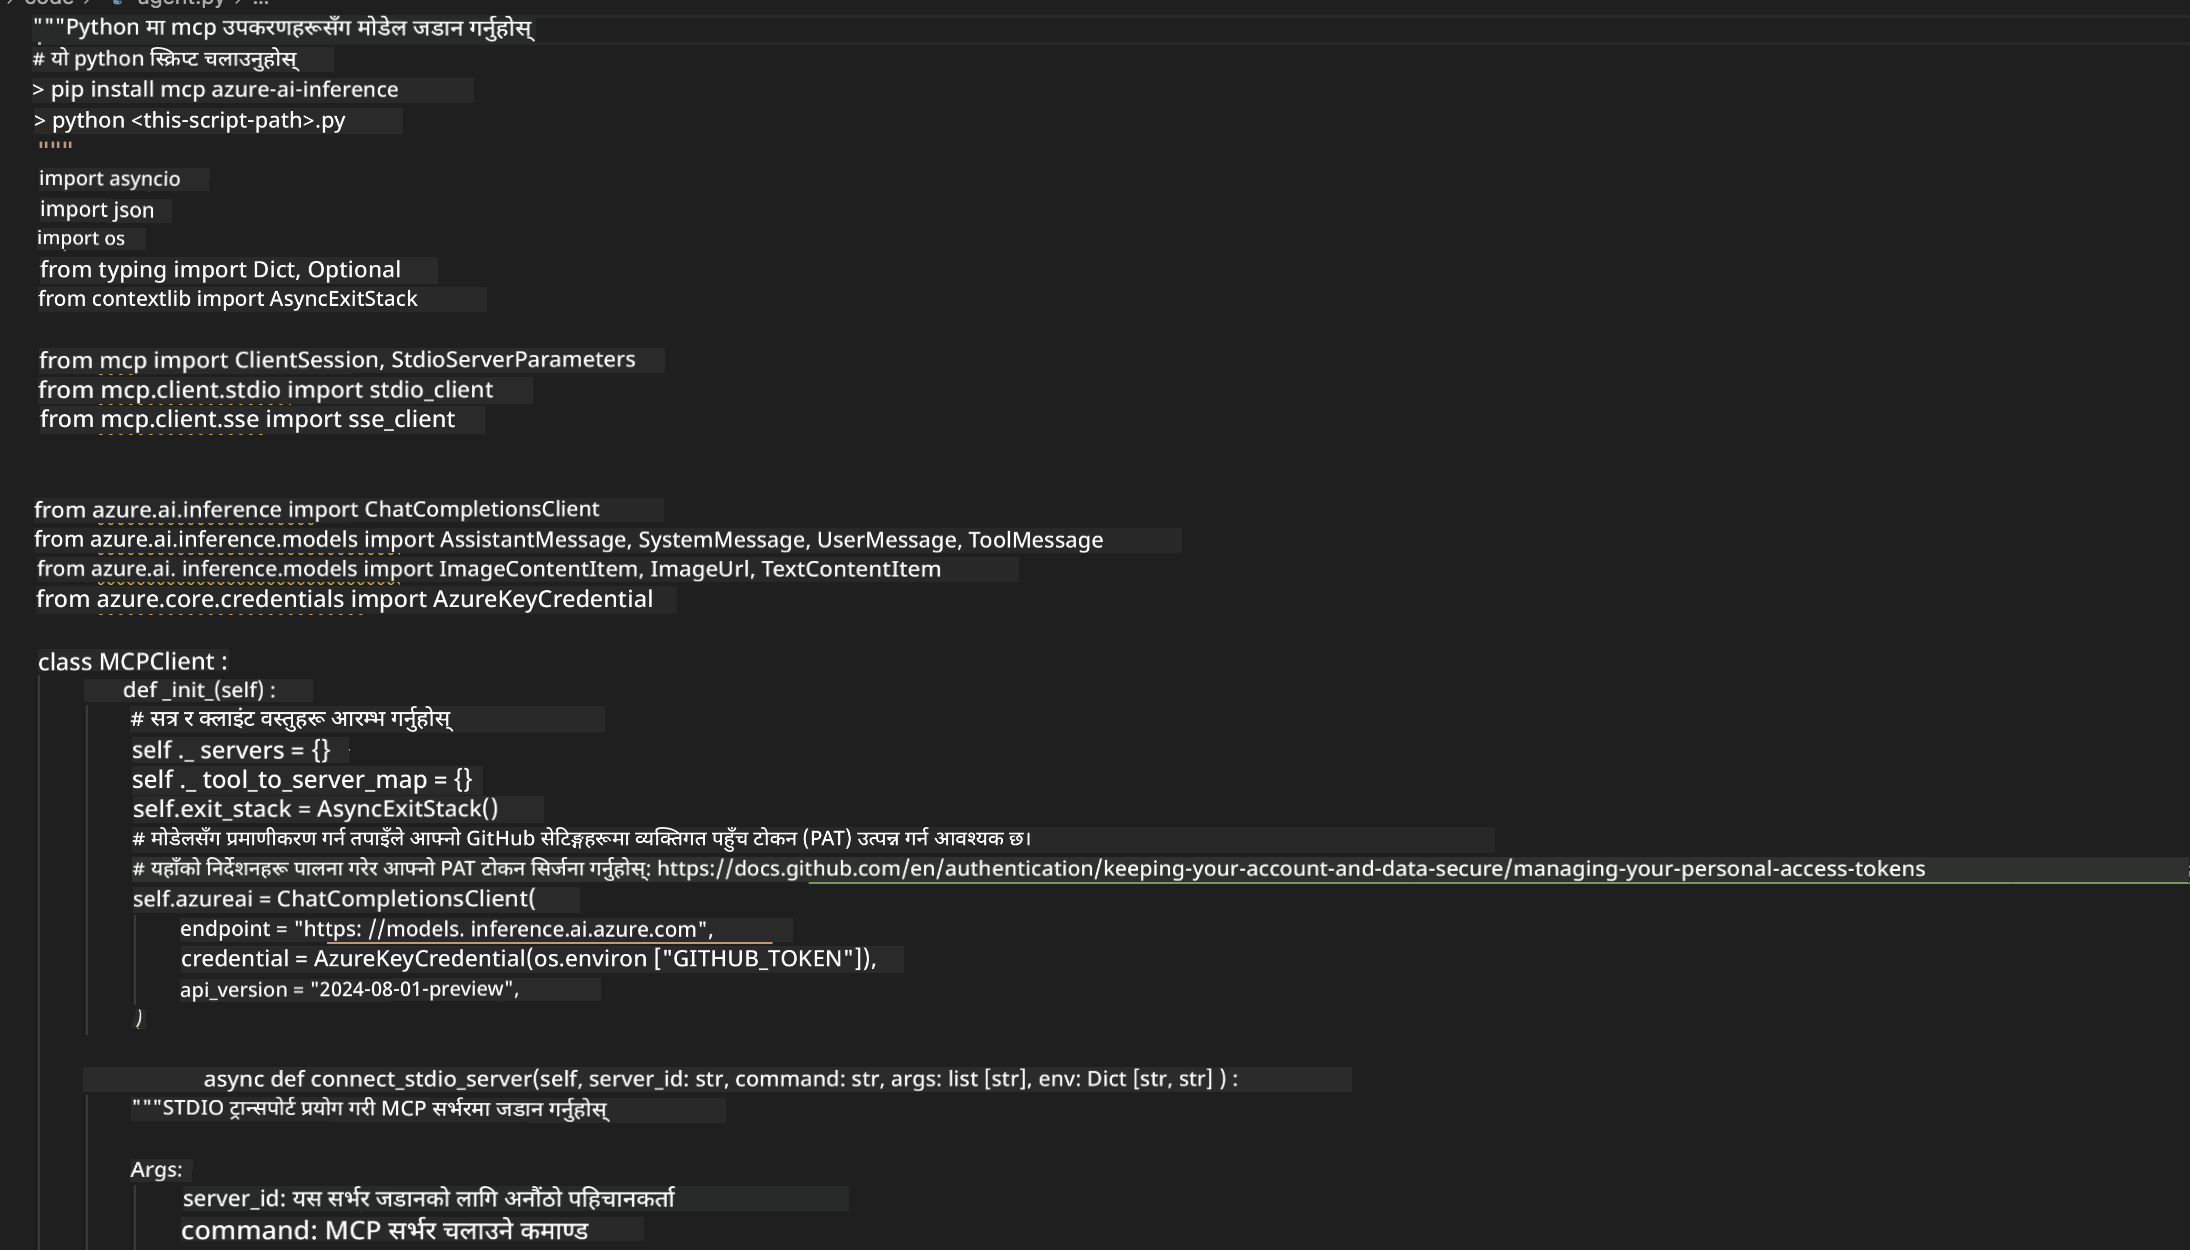 """Python मा mcp उपकरणहरूसँग मोडेल जडान गर्नुहोस्
# यो python स्क्रिप्ट चलाउनुहोस्
> pip install mcp azure-ai-inference
> python <this-script-path>.py
"""
import asyncio
import json
import os
from typing import Dict, Optional
from contextlib import AsyncExitStack
from mcp import ClientSession, StdioServerParameters
from mcp.client.stdio import stdio_client
from mcp.client.sse import sse_client
from azure.ai.inference import ChatCompletionsClient
from azure.ai.inference.models import AssistantMessage, SystemMessage, UserMessage, ToolMessage
from azure.ai. inference.models import ImageContentItem, ImageUrl, TextContentItem
from azure.core.credentials import AzureKeyCredential
class MCPClient :
def _init_(self) :
# सत्र र क्लाइंट वस्तुहरू आरम्भ गर्नुहोस्
self ._ servers = {}
self ._ tool_to_server_map = {}
self.exit_stack = AsyncExitStack()
# मोडेलसँग प्रमाणीकरण गर्न तपाइँले आफ्नो GitHub सेटिङ्गहरूमा व्यक्तिगत पहुँच टोकन (PAT) उत्पन्न गर्न आवश्यक छ।
# यहाँको निर्देशनहरू पालना गरेर आफ्नो PAT टोकन सिर्जना गर्नुहोस्: https://docs.github.com/en/authentication/keeping-your-account-and-data-secure/managing-your-personal-access-tokens
self.azureai = ChatCompletionsClient(
endpoint = "https: //models. inference.ai.azure.com",
credential = AzureKeyCredential(os.environ ["GITHUB_TOKEN"]),
api_version = "2024-08-01-preview",
)
async def connect_stdio_server(self, server_id: str, command: str, args: list [str], env: Dict [str, str] ) :
"""STDIO ट्रान्सपोर्ट प्रयोग गरी MCP सर्भरमा जडान गर्नुहोस्
Args:
server_id: यस सर्भर जडानको लागि अनौंठो पहिचानकर्ता
command: MCP सर्भर चलाउने कमाण्ड